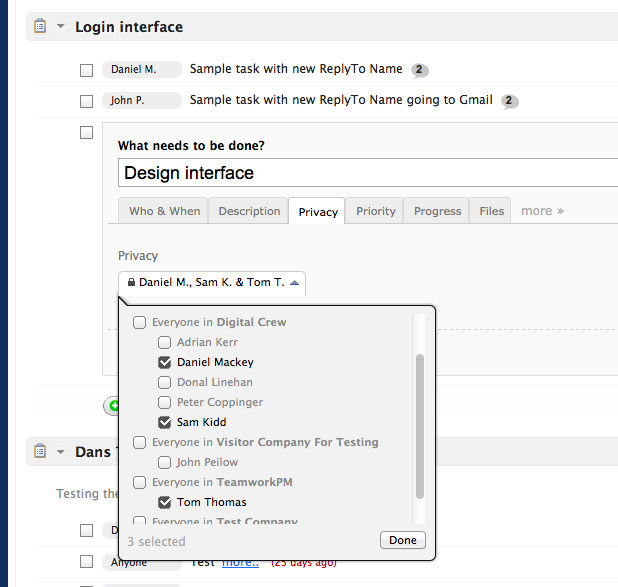 Login interface
Daniel M. Sample task with new ReplyTo Name 2
John P. Sample task with new ReplyTo Name going to Gmail 2
What needs to be done?
Design interface
Who & When Description Privacy Priority Progress Files more »
Privacy
Daniel M., Sam K. & Tom T.
Everyone in Digital Crew
Adrian Kerr
Daniel Mackey
Donal Linehan
Peter Coppinger
Sam Kidd
Everyone in Visitor Company For Testing
John Peilow
Everyone in TeamworkPM
Tom Thomas
Everyone in Test Company
3 selected Done
Dans
Testing the
Anyone Test more.. (25 days ago)